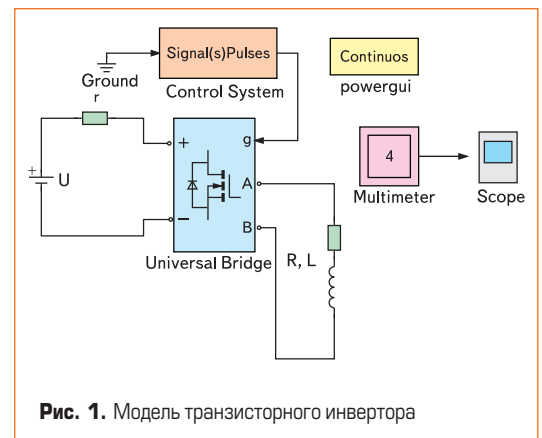 Signal(s)Pulses
Continuos
Ground
Control System
powergui
r
+
g
4
+
U
A
Multimeter
Scope
−
B
R, L
Universal Bridge
Рис. 1. Модель транзисторного инвертора